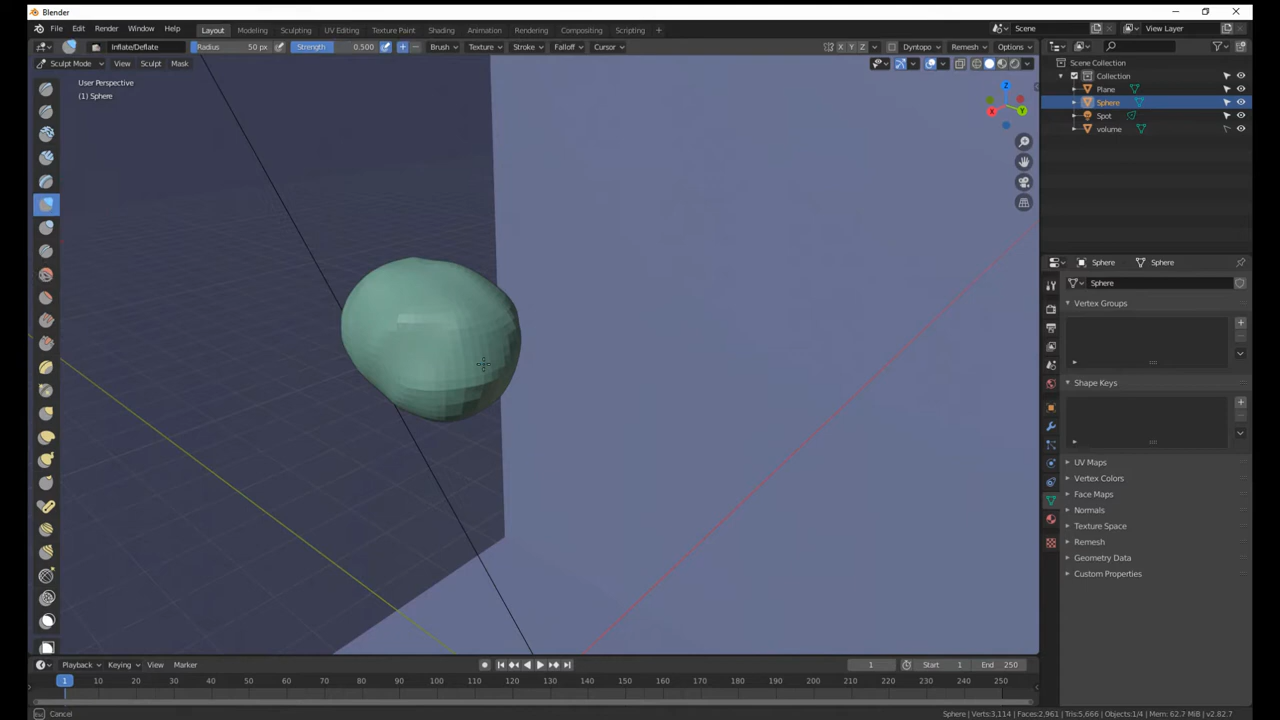 Blender
File Edit Render Window Help Layout Modeling Sculpting UV Editing Texture Paint Shading Animation Rendering Compositing Scripting + Scene View Layer
Inflate/Deflate Radius 50 px Strength 0.500 Brush Texture Stroke Falloff Cursor X Y Z Dyntopo Remesh Options
Sculpt Mode View Sculpt Mask
User Perspective
(1) Sphere
Z
X
Y
Scene Collection
Collection
Plane
Sphere
Spot
volume
Sphere Sphere
Sphere
Vertex Groups
Shape Keys
UV Maps
Vertex Colors
Face Maps
Normals
Texture Space
Remesh
Geometry Data
Custom Properties
Playback Keying View Marker 1 Start 1 End 250
1 10 20 30 40 50 60 70 80 90 100 110 120 130 140 150 160 170 180 190 200 210 220 230 240 250
Cancel Sphere | Verts:3,114 | Faces:2,961 | Tris:5,666 | Objects:1/4 | Mem: 62.7 MiB | v2.82.7